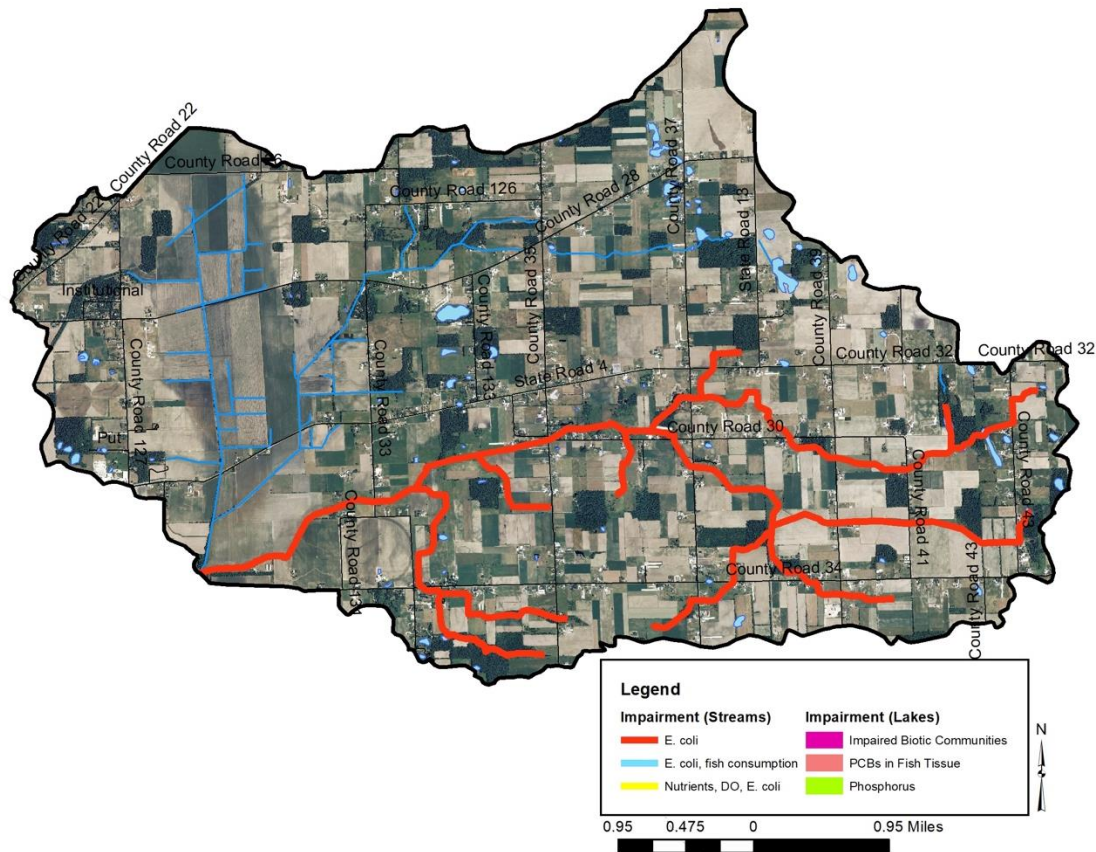 County Road 22
County Road 26
County Road 126
County Road 28
County Road 37
County Road 22
Institutional
County Road 35
State Road 13
County Road 39
County Road 133
County Road 32
County Road 32
State Road 4
County Road 127
Put
County Road 33
County Road 30
County Road 131
County Road 41
County Road 34
County Road 43
Legend
Impairment (Streams)
E. coli
E. coli, fish consumption
Nutrients, DO, E. coli
Impairment (Lakes)
Impaired Biotic Communities
PCBs in Fish Tissue
Phosphorus
N
0.95 0.475 0 0.95 Miles